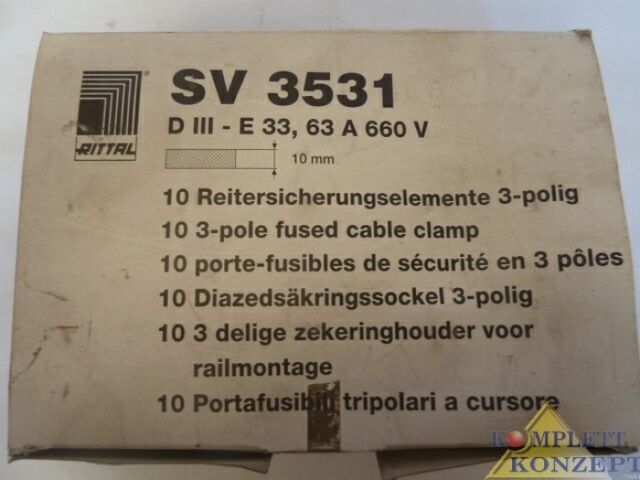 SV 3531
RITTAL
D III - E 33, 63 A 660 V
10 mm
10 Reitersicherungselemente 3-polig
10 3-pole fused cable clamp
10 porte-fusibles de sécurité en 3 pôles
10 Diazedsäkringssockel 3-polig
10 3 delige zekeringhouder voor
railmontage
10 Portafusibili tripolari a cursore
KOMPLETT
KONZEPT